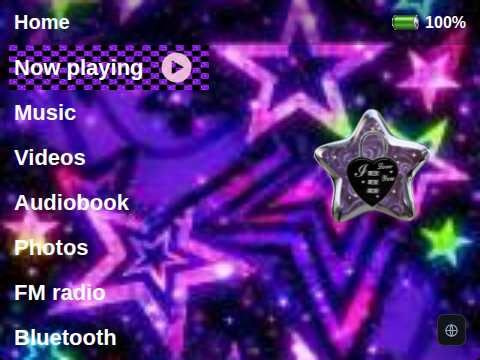 Home
100%
Now playing
Music
Videos
Audiobook
Photos
FM radio
Bluetooth